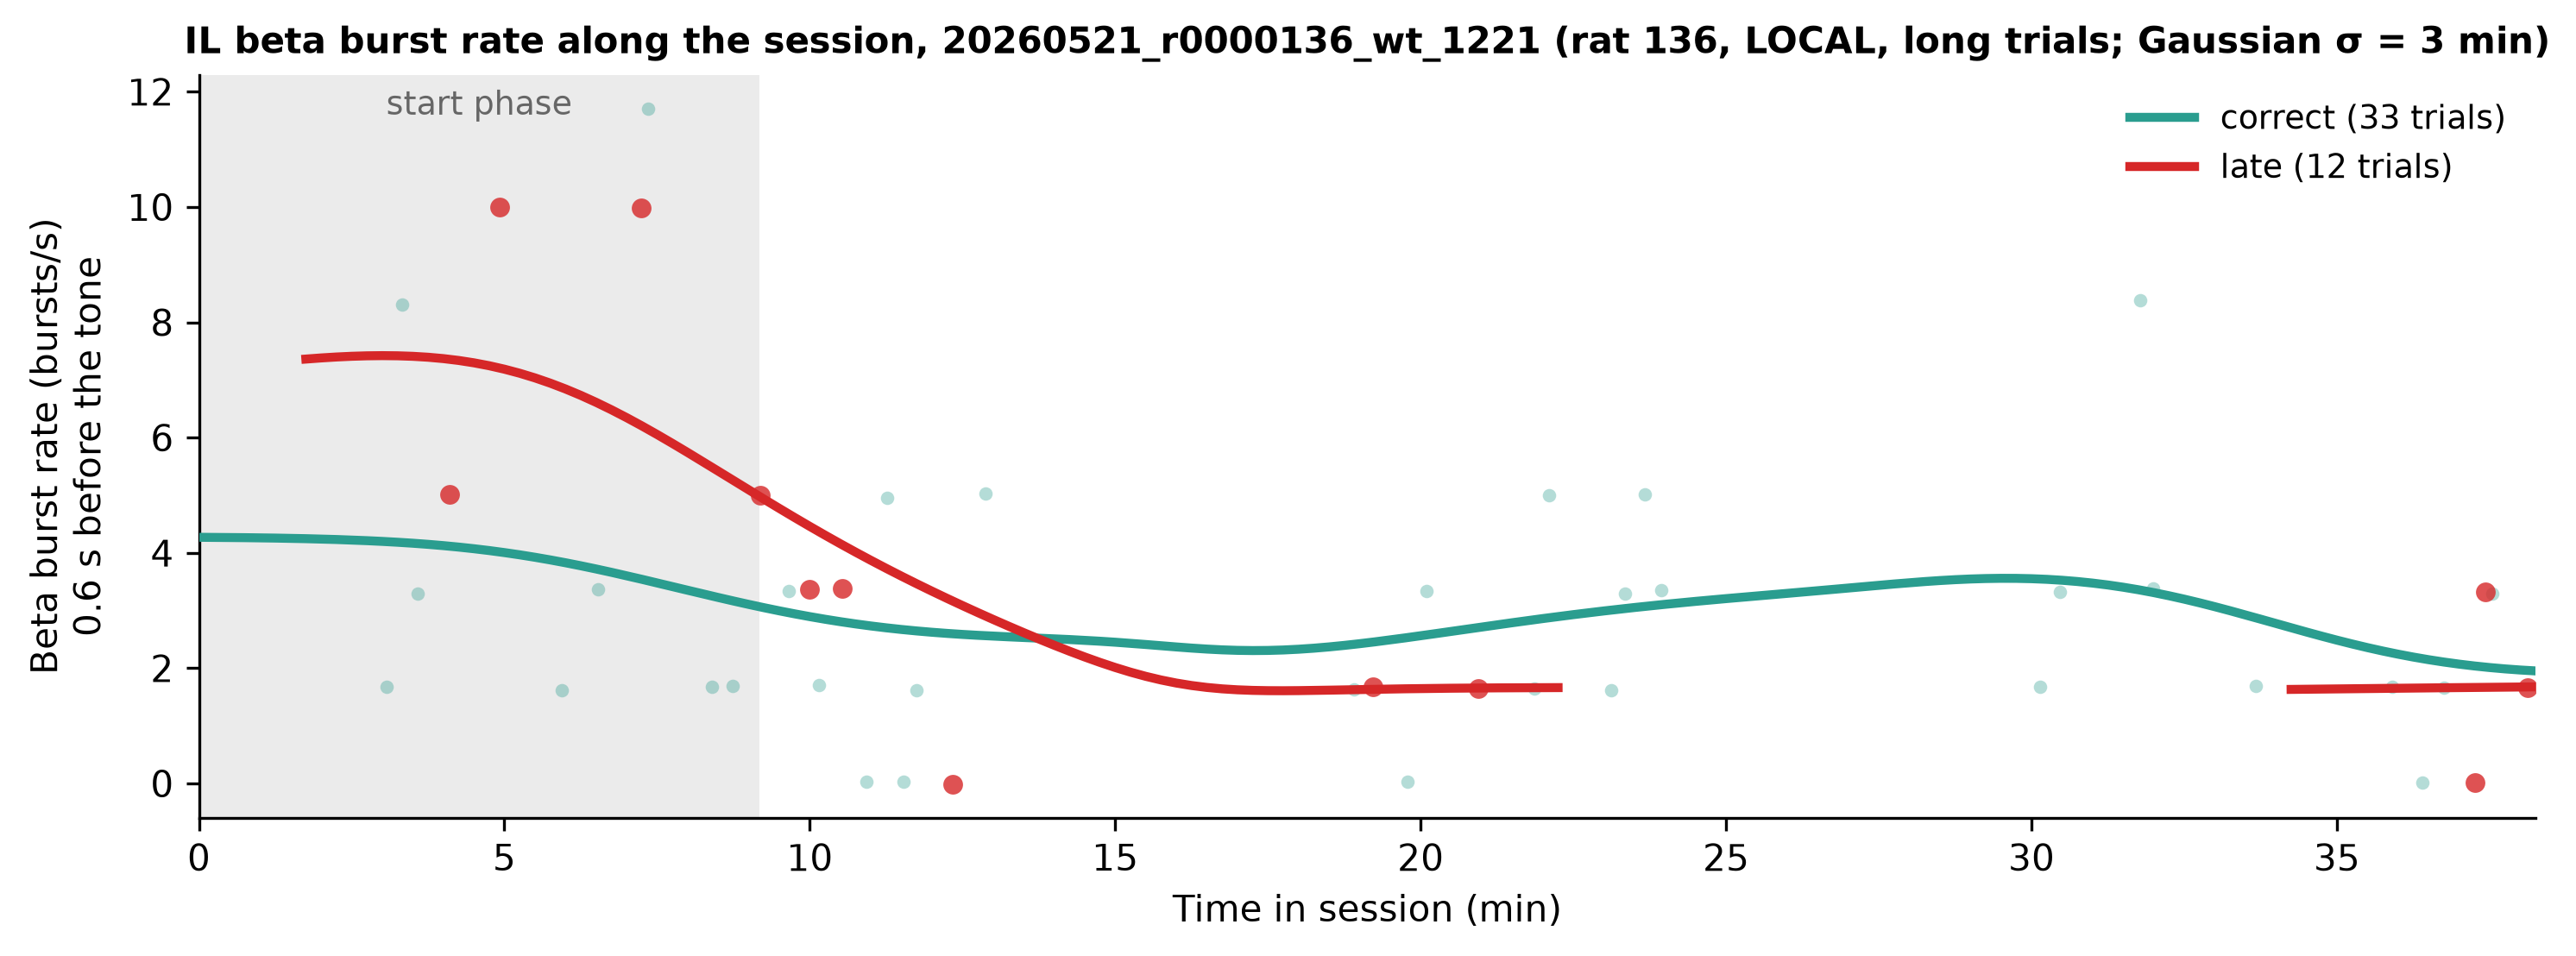 IL beta burst rate along the session, 20260521_r0000136_wt_1221 (rat 136, LOCAL, long trials; Gaussian σ = 3 min)
start phase
correct (33 trials)
late (12 trials)
Beta burst rate (bursts/s)
0.6 s before the tone
12
10
8
6
4
2
0
0 5 10 15 20 25 30 35
Time in session (min)